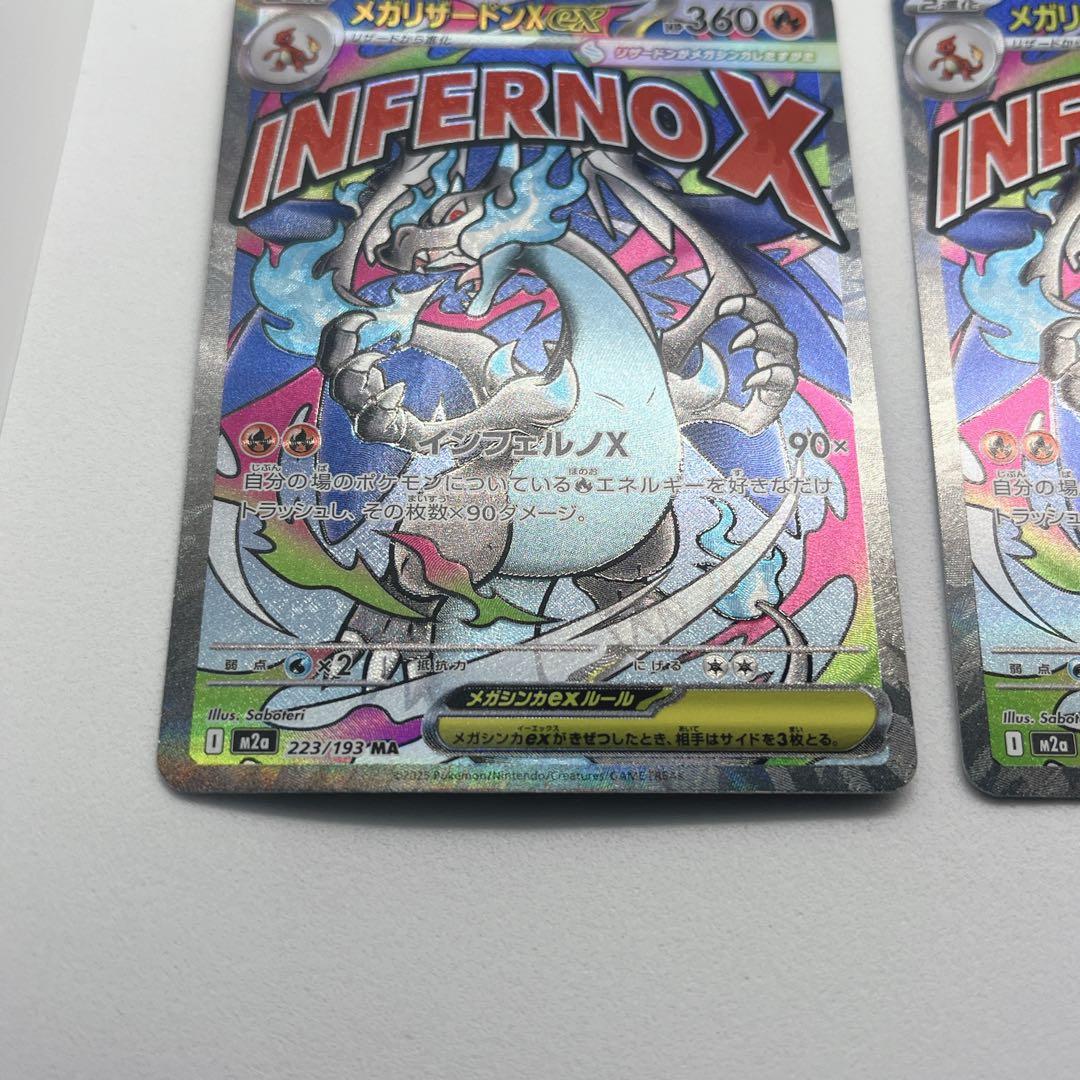 メガリザードンXex HP360
リザードから進化
リザードンがメガシンカしたすがた
INFERNO X
インフェルノX 90×
自分の場のポケモンについているエネルギーを好きなだけ
トラッシュし、その枚数×90ダメージ。
弱点 ×2 抵抗力 にげる
メガシンカexルール
メガシンカexがきぜつしたとき、相手はサイドを3枚とる。
Illus. Saboteri
I m2a 223/193 MA
©2025 Pokémon/Nintendo/Creatures/GAME FREAK
2進化
メガリ
リザードか
INF
自分の場
トラッシュ
弱点
Illus. Sabot
I m2a